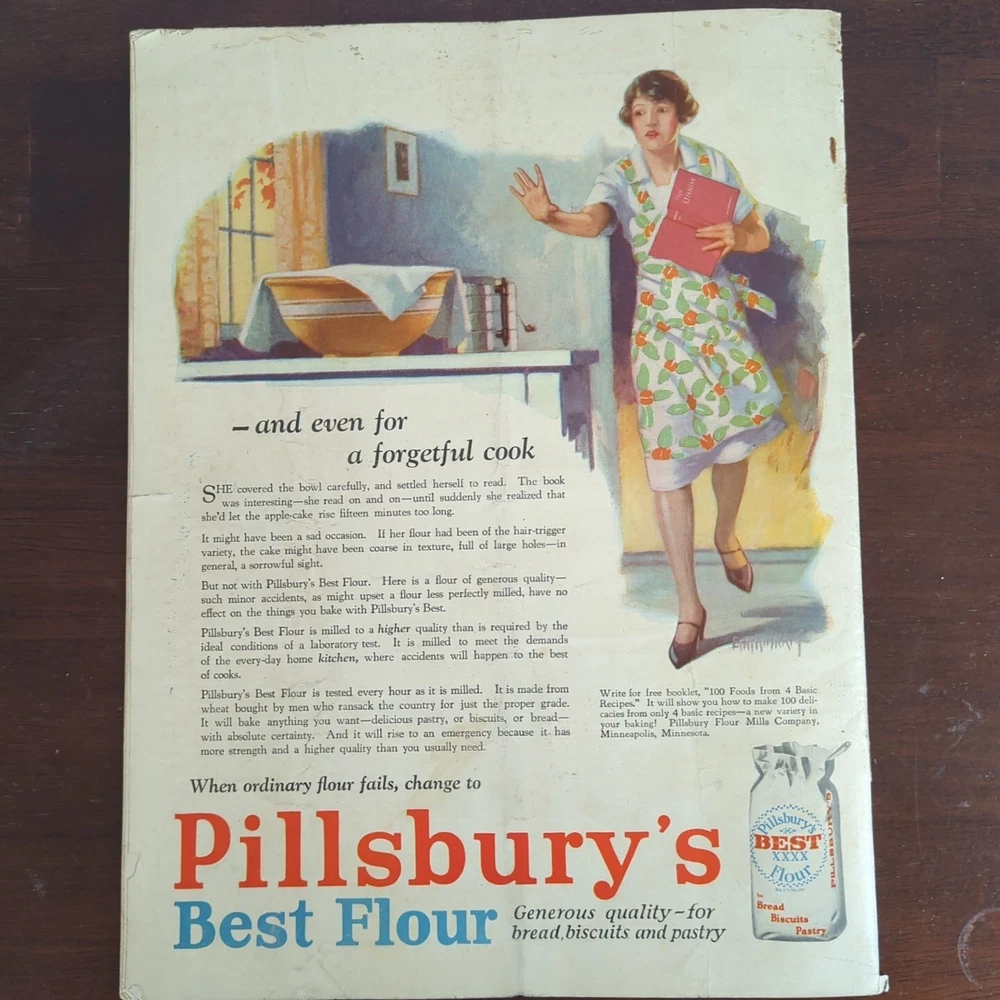 —and even for
a forgetful cook
SHE covered the bowl carefully, and settled herself to read. The book
was interesting—she read on and on—until suddenly she realized that
she'd let the apple-cake rise fifteen minutes too long.
It might have been a sad occasion. If her flour had been of the hair-trigger
variety, the cake might have been coarse in texture, full of large holes—in
general, a sorrowful sight.
But not with Pillsbury's Best Flour. Here is a flour of generous quality—
such minor accidents, as might upset a flour less perfectly milled, have no
effect on the things you bake with Pillsbury's Best.
Pillsbury's Best Flour is milled to a higher quality than is required by the
ideal conditions of a laboratory test. It is milled to meet the demands
of the every-day home kitchen, where accidents will happen to the best
of cooks.
Pillsbury's Best Flour is tested every hour as it is milled. It is made from
wheat bought by men who ransack the country for just the proper grade.
It will bake anything you want—delicious pastry, or biscuits, or bread—
with absolute certainty. And it will rise to an emergency because it has
more strength and a higher quality than you usually need.
Write for free booklet, "100 Foods from 4 Basic
Recipes." It will show you how to make 100 deli-
cacies from only 4 basic recipes—a new variety in
your baking! Pillsbury Flour Mills Company,
Minneapolis, Minnesota.
When ordinary flour fails, change to
Pillsbury's
Best Flour
Generous quality—for
bread, biscuits and pastry
Pillsbury's
BEST
XXXX
Flour
For
Bread
Biscuits
Pastry
PILLSBURY'S